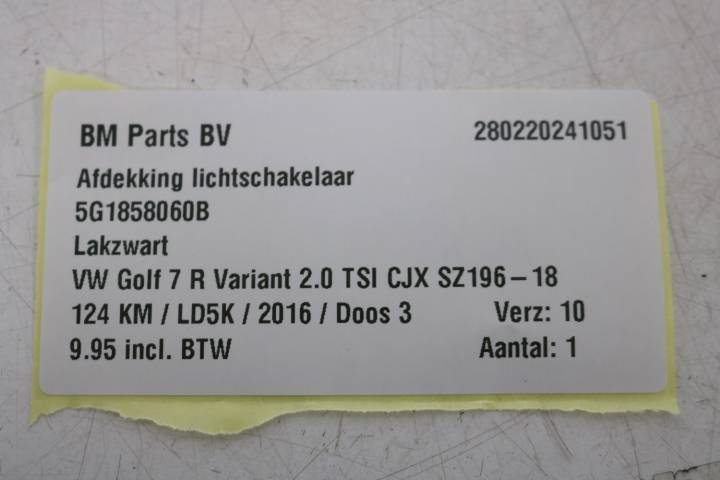 BM Parts BV 280220241051
Afdekking lichtschakelaar
5G1858060B
Lakzwart
VW Golf 7 R Variant 2.0 TSI CJX SZ196-18
124 KM / LD5K / 2016 / Doos 3 Verz: 10
9.95 incl. BTW Aantal: 1